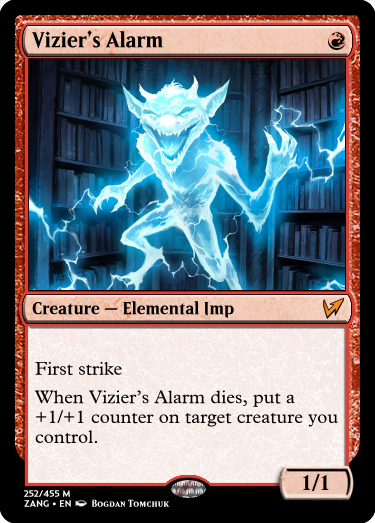 Vizier's Alarm
Creature — Elemental Imp
First strike
When Vizier's Alarm dies, put a
+1/+1 counter on target creature you
control.
1/1
252/455 M
ZANG • EN Bogdan Tomchuk